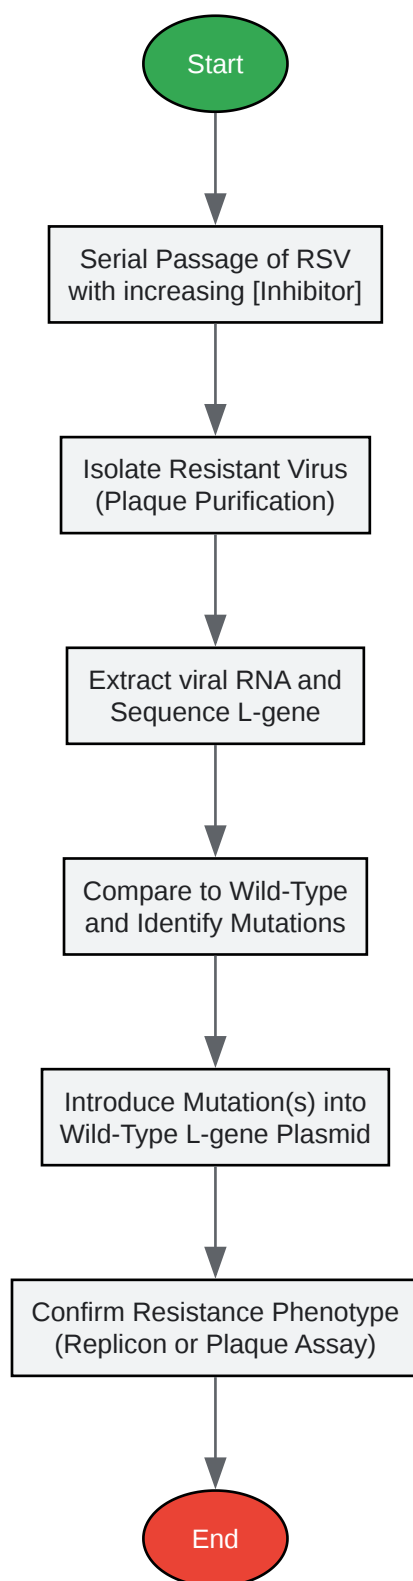 Start
Serial Passage of RSV
with increasing [Inhibitor]
Isolate Resistant Virus
(Plaque Purification)
Extract viral RNA and
Sequence L-gene
Compare to Wild-Type
and Identify Mutations
Introduce Mutation(s) into
Wild-Type L-gene Plasmid
Confirm Resistance Phenotype
(Replicon or Plaque Assay)
End